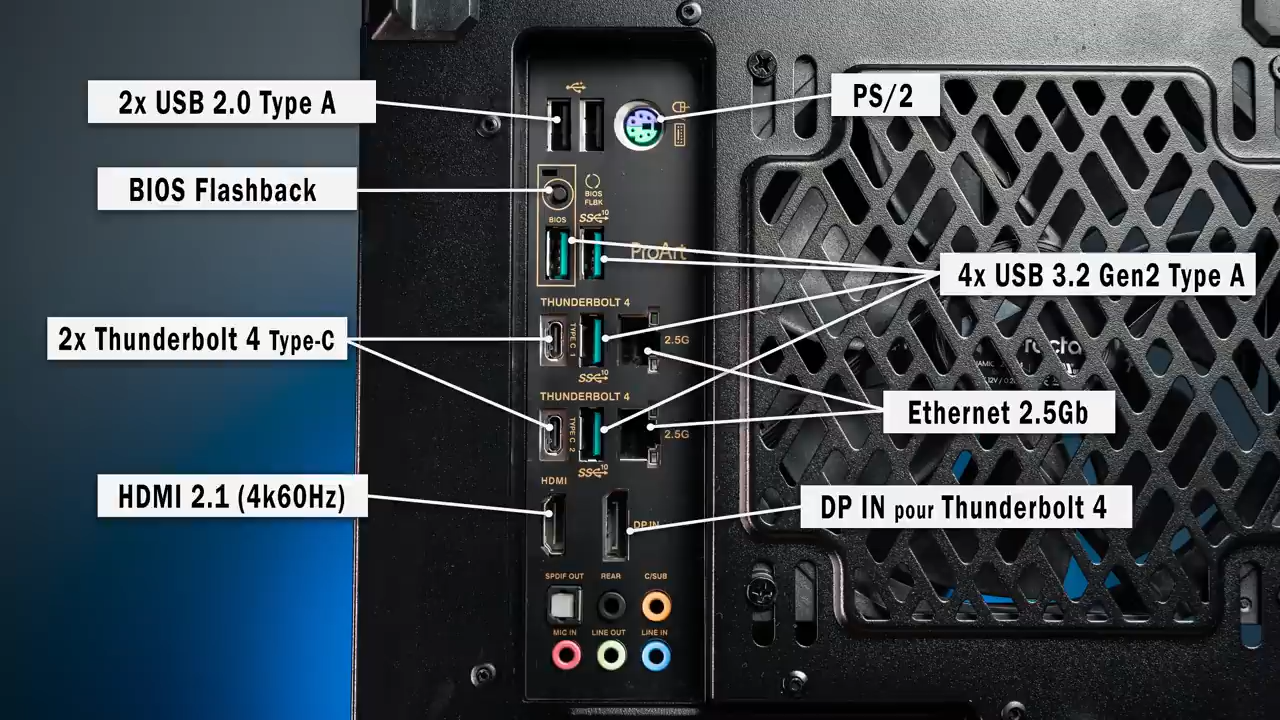 2x USB 2.0 Type A
PS/2
BIOS Flashback
BIOS
FLBK
BIOS
10
ProArt
4x USB 3.2 Gen2 Type A
THUNDERBOLT 4
2x Thunderbolt 4 Type-C
TYPE C 1
2.5G
10
THUNDERBOLT 4
Ethernet 2.5Gb
TYPE C 2
2.5G
10
HDMI
HDMI 2.1 (4k60Hz)
DP IN
DP IN pour Thunderbolt 4
SPDIF OUT
REAR
C/SUB
MIC IN
LINE OUT
LINE IN